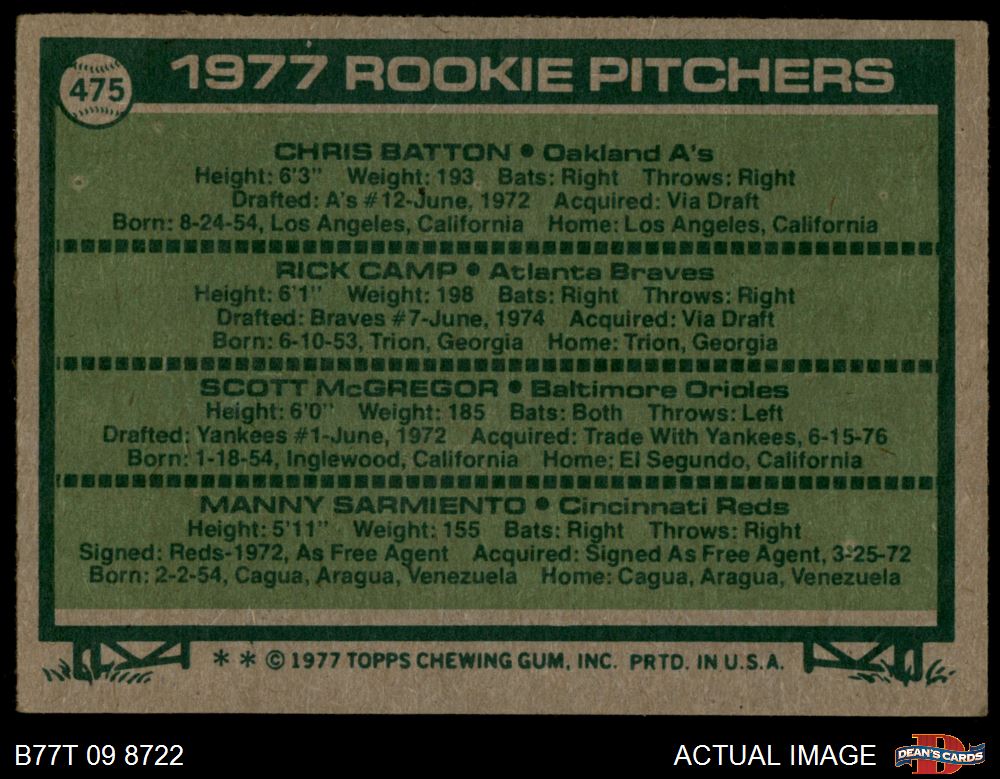 475
1977 ROOKIE PITCHERS
CHRIS BATTON • Oakland A's
Height: 6'3" Weight: 193 Bats: Right Throws: Right
Drafted: A's #12-June, 1972 Acquired: Via Draft
Born: 8-24-54, Los Angeles, California Home: Los Angeles, California
RICK CAMP • Atlanta Braves
Height: 6'1" Weight: 198 Bats: Right Throws: Right
Drafted: Braves #7-June, 1974 Acquired: Via Draft
Born: 6-10-53, Trion, Georgia Home: Trion, Georgia
SCOTT McGREGOR • Baltimore Orioles
Height: 6'0" Weight: 185 Bats: Both Throws: Left
Drafted: Yankees #1-June, 1972 Acquired: Trade With Yankees, 6-15-76
Born: 1-18-54, Inglewood, California Home: El Segundo, California
MANNY SARMIENTO • Cincinnati Reds
Height: 5'11" Weight: 155 Bats: Right Throws: Right
Signed: Reds-1972, As Free Agent Acquired: Signed As Free Agent, 3-25-72
Born: 2-2-54, Cagua, Aragua, Venezuela Home: Cagua, Aragua, Venezuela
* * © 1977 TOPPS CHEWING GUM, INC. PRTD. IN U.S.A.
B77T 09 8722 ACTUAL IMAGE D DEAN'S CARDS